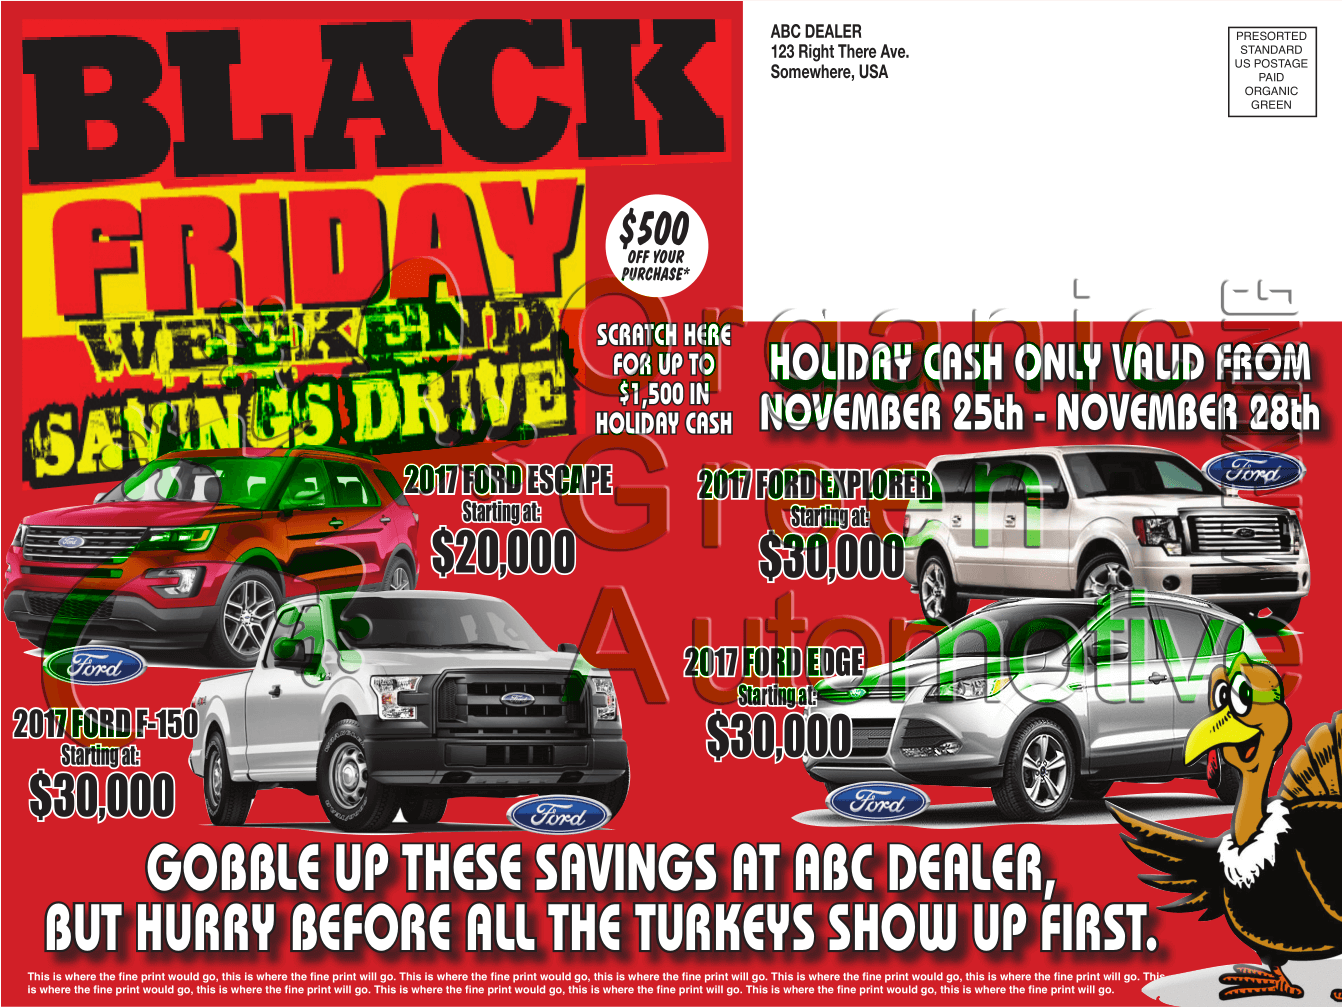 BLACK
FRIDAY
WEEKEND
SAVINGS DRIVE
$500
OFF YOUR
PURCHASE*
SCRATCH HERE
FOR UP TO
$1,500 IN
HOLIDAY CASH
ABC DEALER
123 Right There Ave.
Somewhere, USA
PRESORTED
STANDARD
US POSTAGE
PAID
ORGANIC
GREEN
HOLIDAY CASH ONLY VALID FROM
NOVEMBER 25th - NOVEMBER 28th
Organic
Green
Automotive
2017 FORD ESCAPE
Starting at:
$20,000
Ford
Ford
2017 FORD EXPLORER
Starting at:
$30,000
Ford
2017 FORD F-150
Starting at:
$30,000
Ford
2017 FORD EDGE
Starting at:
$30,000
Ford
GOBBLE UP THESE SAVINGS AT ABC DEALER,
BUT HURRY BEFORE ALL THE TURKEYS SHOW UP FIRST.
This is where the fine print would go, this is where the fine print will go. This is where the fine print would go, this is where the fine print will go. This is where the fine print would go, this is where the fine print will go. This
is where the fine print would go, this is where the fine print will go. This is where the fine print would go, this is where the fine print will go. This is where the fine print would go, this is where the fine print will go.